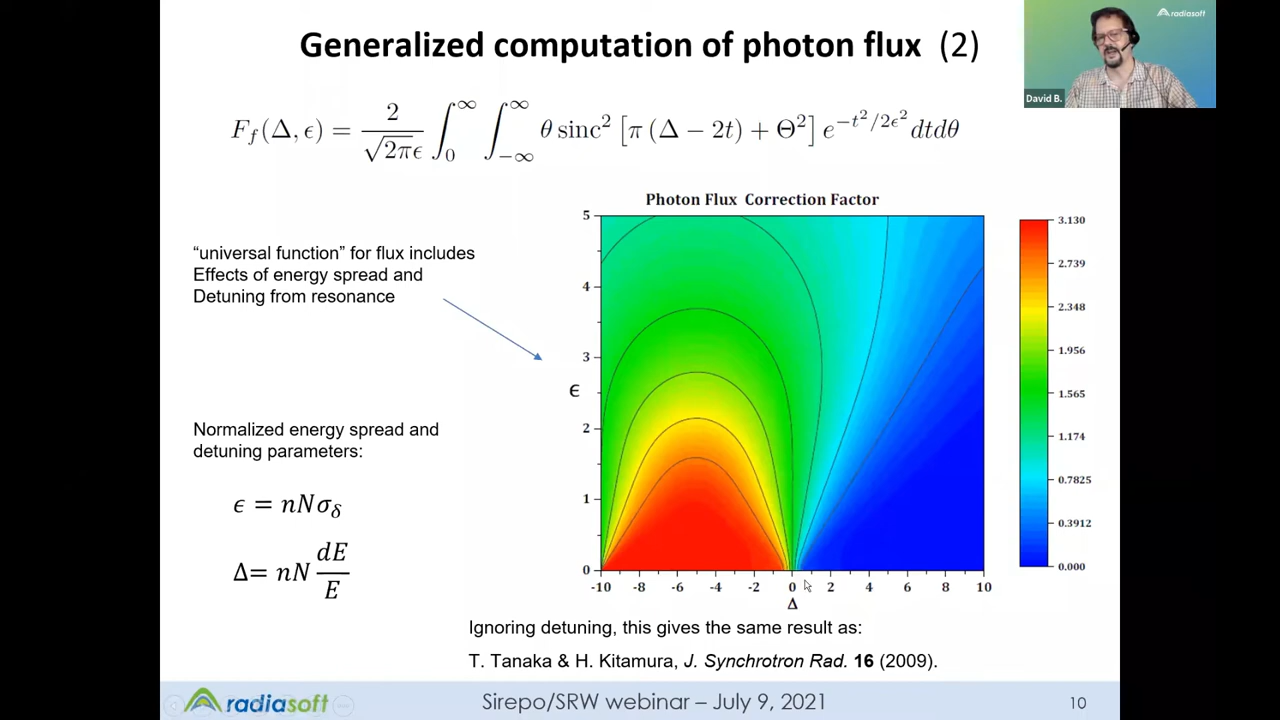 Generalized computation of photon flux (2)
radiasoft
David B.
F_f(Δ, ϵ) = 2/(√2πϵ) ∫_0^∞ ∫_{-∞}^∞ θ sinc² [π (Δ − 2t) + Θ²] e^{−t²/2ϵ²} dtdθ
Photon Flux Correction Factor
“universal function” for flux includes
Effects of energy spread and
Detuning from resonance
5
4
3
2
1
0
ϵ
-10 -8 -6 -4 -2 0 2 4 6 8 10
Δ
3.130
2.739
2.348
1.956
1.565
1.174
0.7825
0.3912
0.000
Normalized energy spread and
detuning parameters:
ϵ = nNσ_δ
Δ= nN dE/E
Ignoring detuning, this gives the same result as:
T. Tanaka & H. Kitamura, J. Synchrotron Rad. 16 (2009).
radiasoft
Sirepo/SRW webinar – July 9, 2021
10